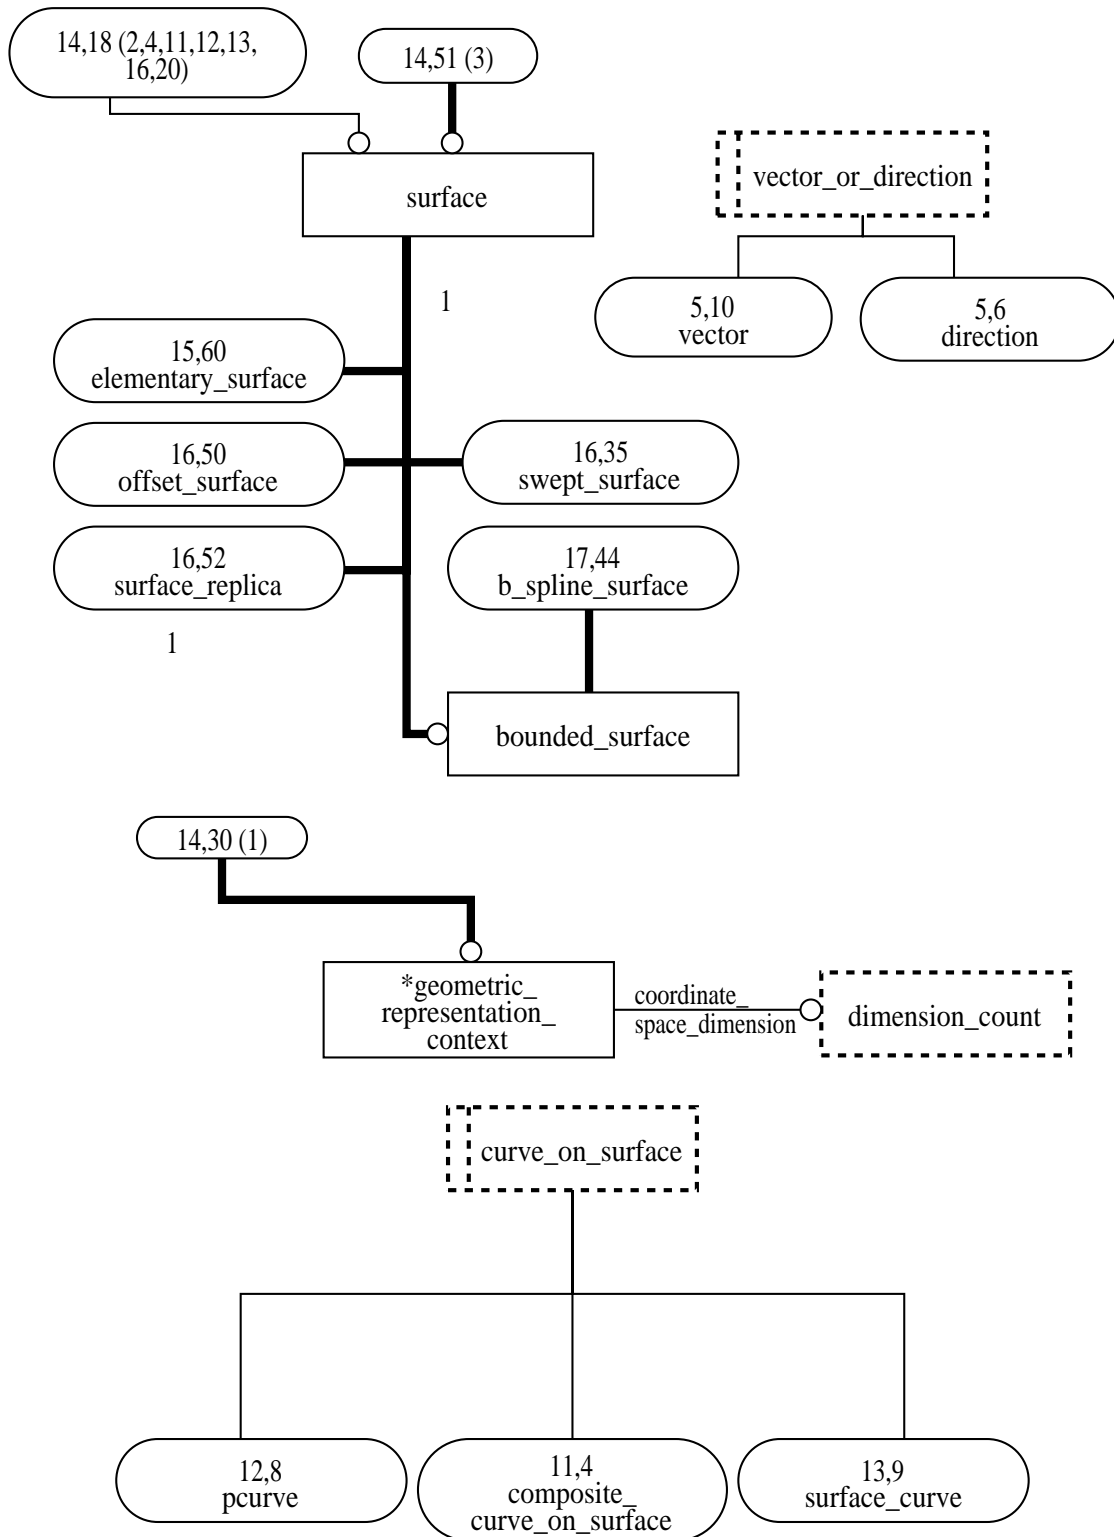 14,18 (2,4,11,12,13,
16,20)
14,51 (3)
surface
vector_or_direction
1
5,10
vector
5,6
direction
15,60
elementary_surface
16,50
offset_surface
16,35
swept_surface
16,52
surface_replica
17,44
b_spline_surface
1
bounded_surface
14,30 (1)
*geometric_
representation_
context
coordinate_
space_dimension
dimension_count
curve_on_surface
12,8
pcurve
11,4
composite_
curve_on_surface
13,9
surface_curve